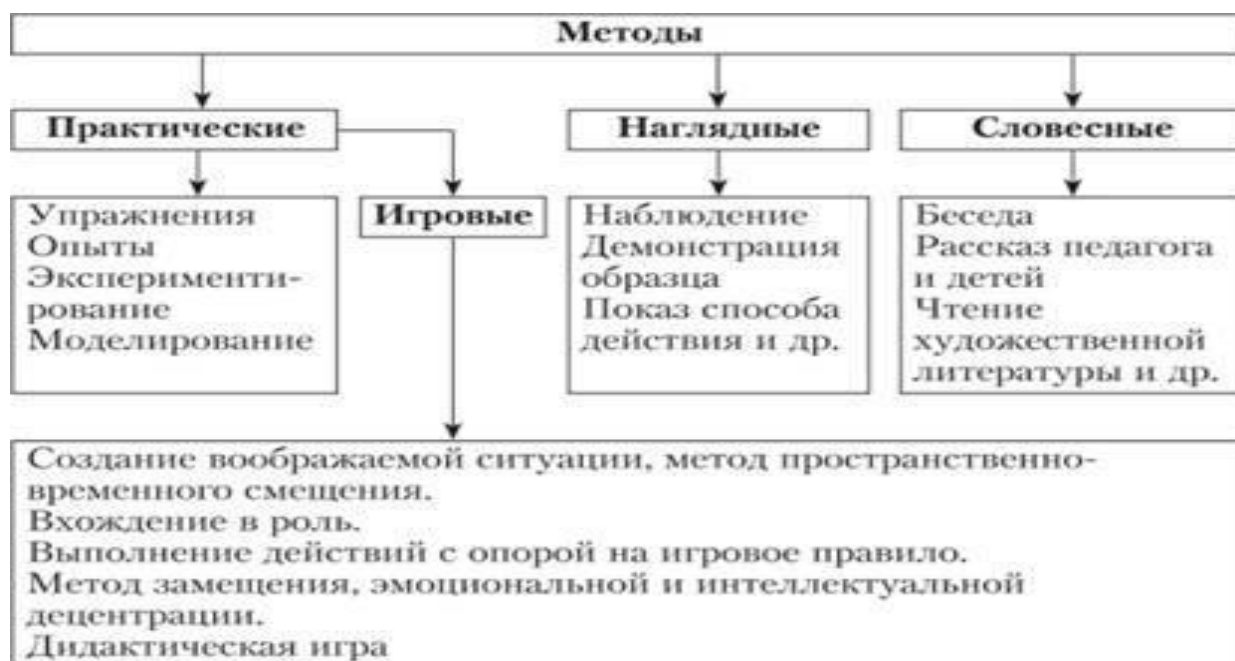 Методы
Практические
Наглядные
Словесные
Упражнения
Опыты
Эксперименти-
рование
Моделирование
Игровые
Наблюдение
Демонстрация
образца
Показ способа
действия и др.
Беседа
Рассказ педагога
и детей
Чтение
художественной
литературы и др.
Создание воображаемой ситуации, метод пространственно-
временного смещения.
Вхождение в роль.
Выполнение действий с опорой на игровое правило.
Метод замещения, эмоциональной и интеллектуальной
децентрации.
Дидактическая игра